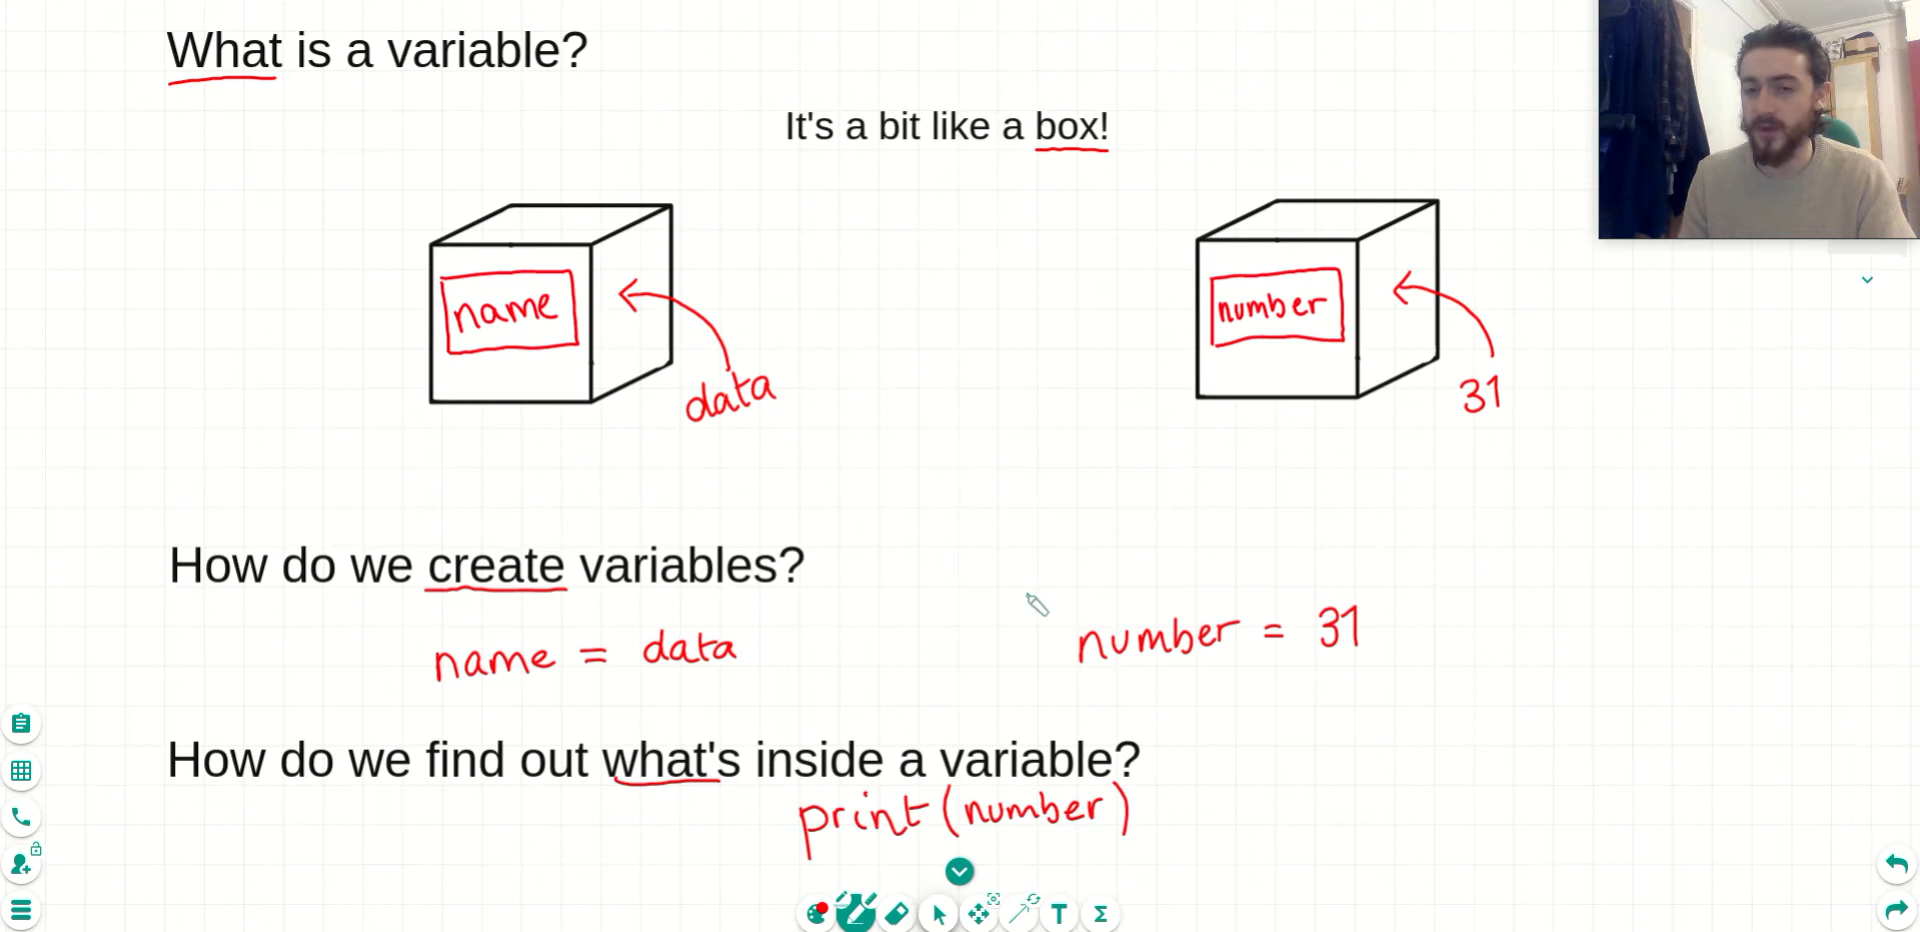 What is a variable?
It's a bit like a box!
name
number
data
31
How do we create variables?
name = data
number = 31
How do we find out what's inside a variable?
print(number)
T
Σ